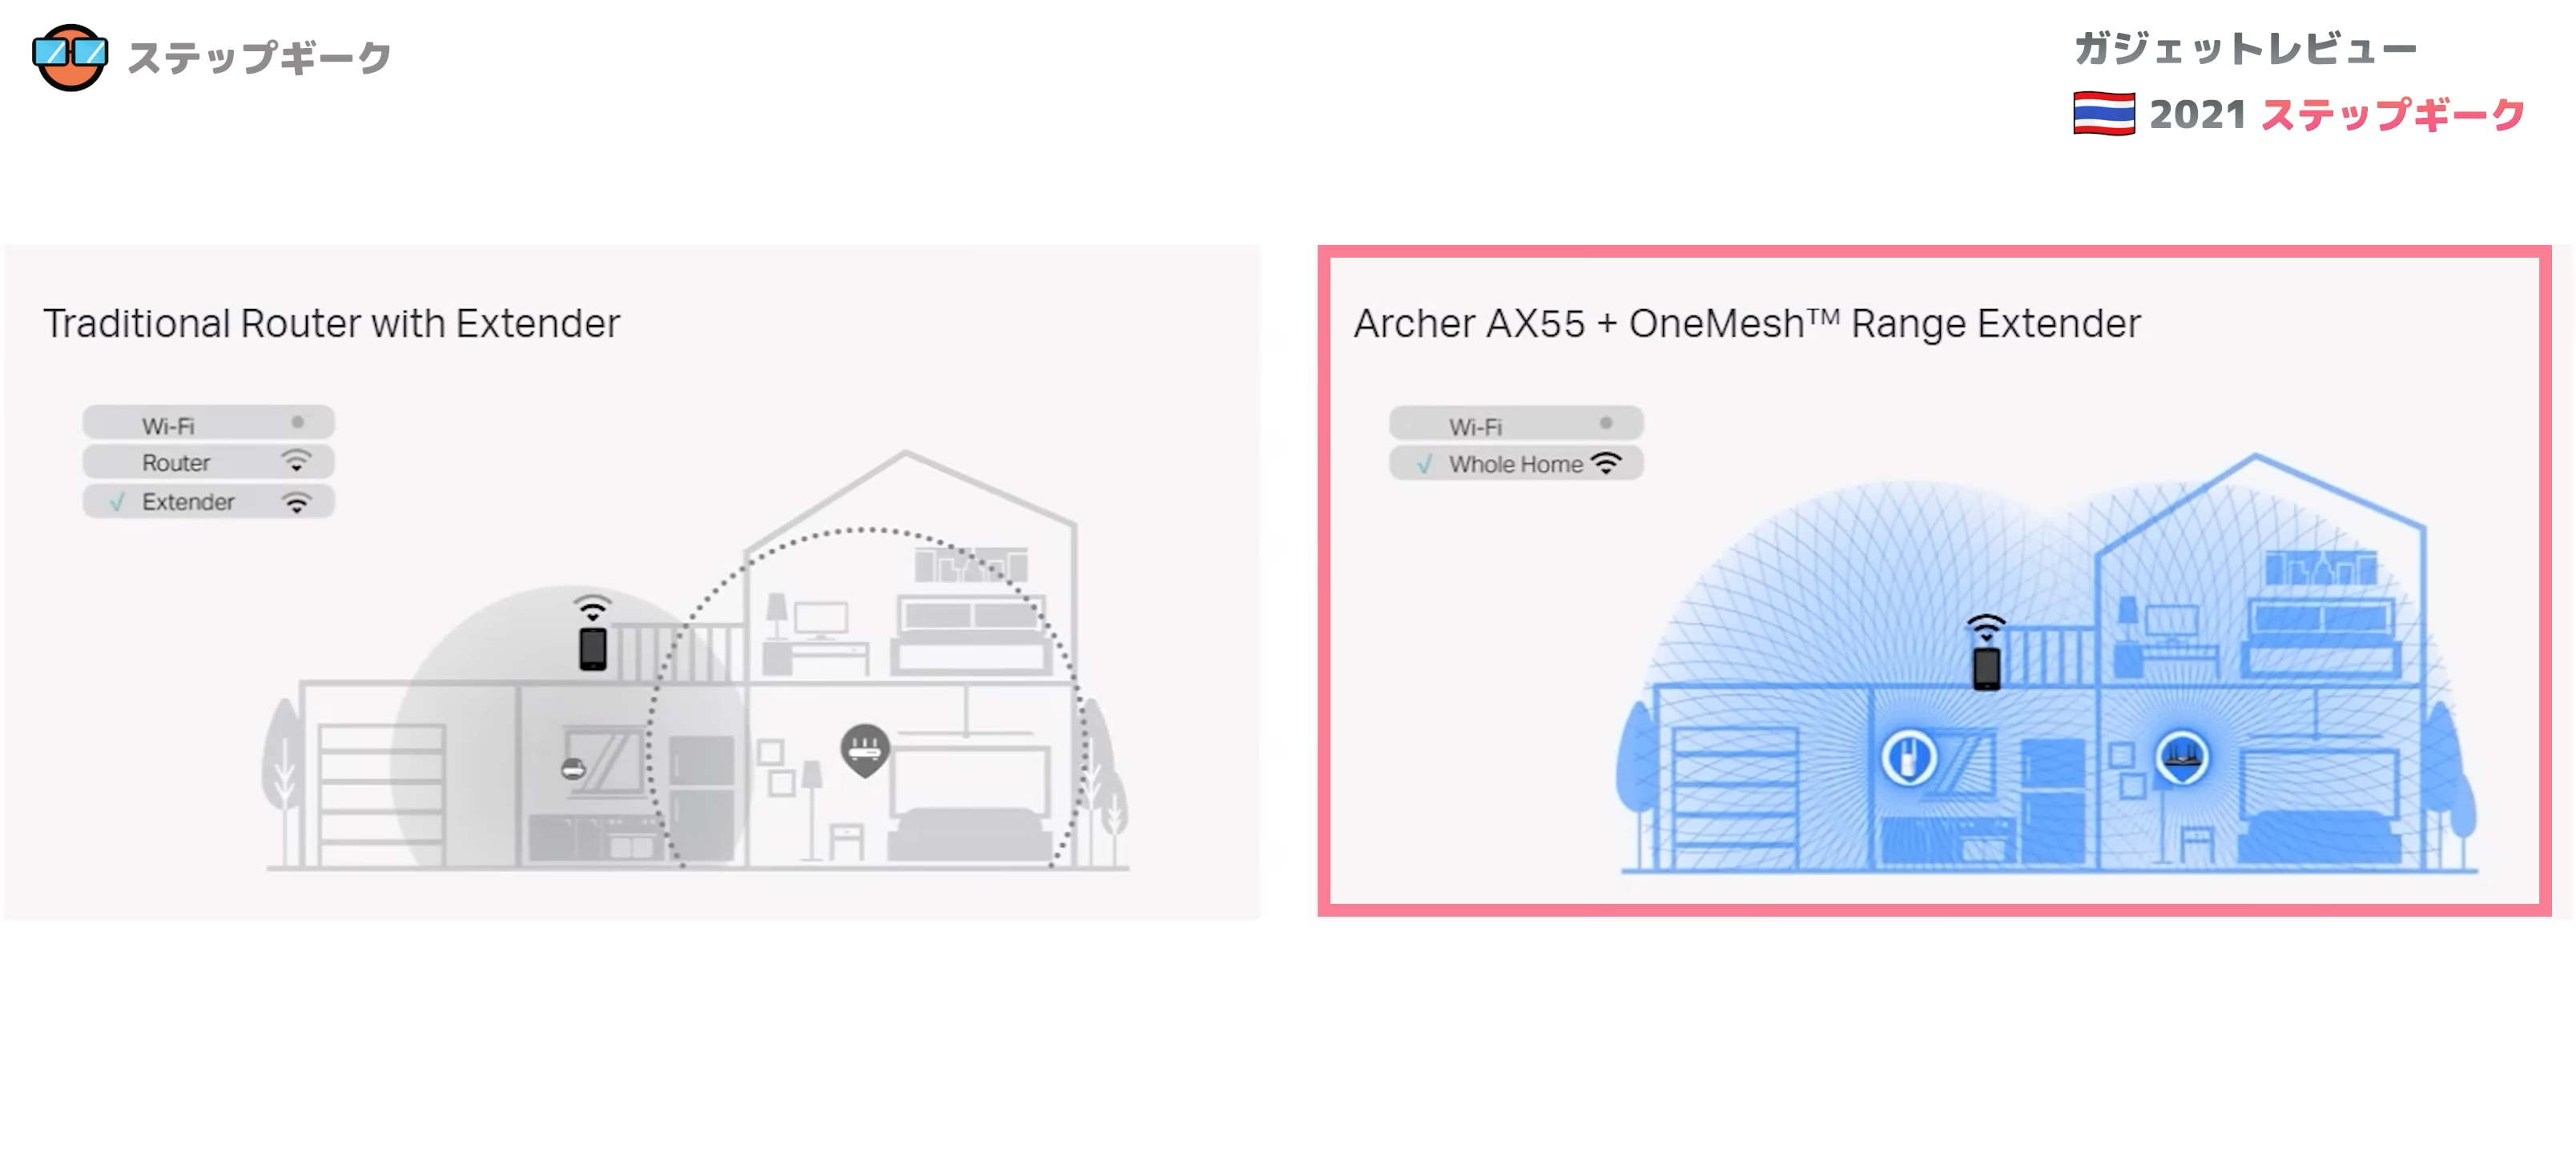 ステップギーク
ガジェットレビュー
2021 ステップギーク
Traditional Router with Extender
Wi-Fi
Router
√ Extender
Archer AX55 + OneMesh™ Range Extender
Wi-Fi
√ Whole Home